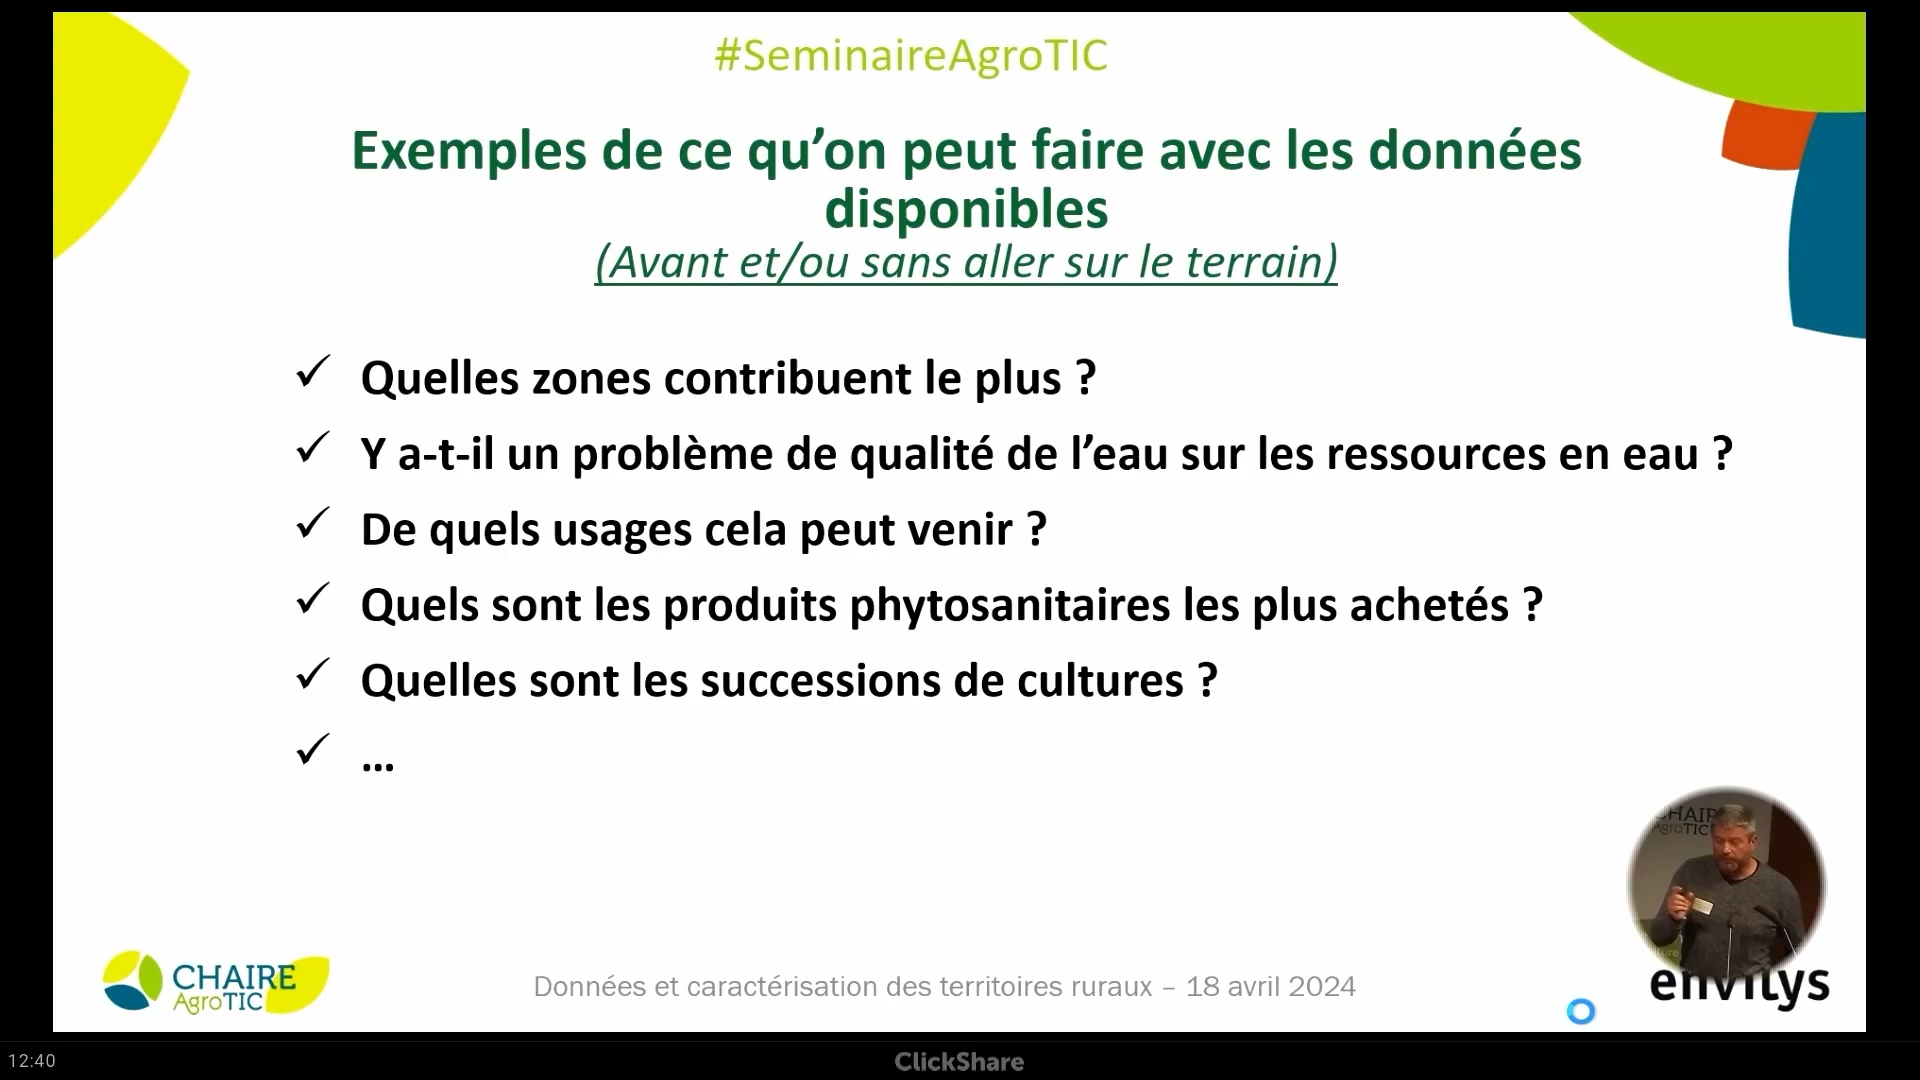 #SeminaireAgroTIC
Exemples de ce qu’on peut faire avec les données
disponibles
(Avant et/ou sans aller sur le terrain)
✓ Quelles zones contribuent le plus ?
✓ Y a-t-il un problème de qualité de l’eau sur les ressources en eau ?
✓ De quels usages cela peut venir ?
✓ Quels sont les produits phytosanitaires les plus achetés ?
✓ Quelles sont les successions de cultures ?
✓ ...
CHAIRE
AgroTIC
Données et caractérisation des territoires ruraux – 18 avril 2024
envilys
12:40
ClickShare